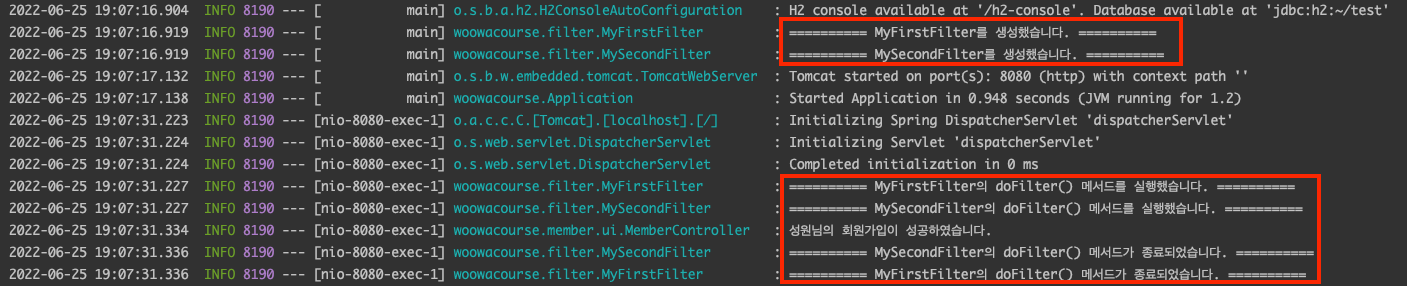 2022-06-25 19:07:16.904  INFO 8190 --- [           main] o.s.b.a.h2.H2ConsoleAutoConfiguration    : H2 console available at '/h2-console'. Database available at 'jdbc:h2:~/test'
2022-06-25 19:07:16.919  INFO 8190 --- [           main] woowacourse.filter.MyFirstFilter         : ========== MyFirstFilter를 생성했습니다. ==========
2022-06-25 19:07:16.919  INFO 8190 --- [           main] woowacourse.filter.MySecondFilter        : ========== MySecondFilter를 생성했습니다. ==========
2022-06-25 19:07:17.132  INFO 8190 --- [           main] o.s.b.w.embedded.tomcat.TomcatWebServer  : Tomcat started on port(s): 8080 (http) with context path ''
2022-06-25 19:07:17.138  INFO 8190 --- [           main] woowacourse.Application                  : Started Application in 0.948 seconds (JVM running for 1.2)
2022-06-25 19:07:31.223  INFO 8190 --- [nio-8080-exec-1] o.a.c.c.C.[Tomcat].[localhost].[/]       : Initializing Spring DispatcherServlet 'dispatcherServlet'
2022-06-25 19:07:31.224  INFO 8190 --- [nio-8080-exec-1] o.s.web.servlet.DispatcherServlet        : Initializing Servlet 'dispatcherServlet'
2022-06-25 19:07:31.224  INFO 8190 --- [nio-8080-exec-1] o.s.web.servlet.DispatcherServlet        : Completed initialization in 0 ms
2022-06-25 19:07:31.227  INFO 8190 --- [nio-8080-exec-1] woowacourse.filter.MyFirstFilter         : ========== MyFirstFilter의 doFilter() 메서드를 실행했습니다. ==========
2022-06-25 19:07:31.227  INFO 8190 --- [nio-8080-exec-1] woowacourse.filter.MySecondFilter        : ========== MySecondFilter의 doFilter() 메서드를 실행했습니다. ==========
2022-06-25 19:07:31.334  INFO 8190 --- [nio-8080-exec-1] woowacourse.member.ui.MemberController   : 성원님의 회원가입이 성공하였습니다.
2022-06-25 19:07:31.336  INFO 8190 --- [nio-8080-exec-1] woowacourse.filter.MySecondFilter        : ========== MySecondFilter의 doFilter() 메서드가 종료되었습니다. ==========
2022-06-25 19:07:31.336  INFO 8190 --- [nio-8080-exec-1] woowacourse.filter.MyFirstFilter         : ========== MyFirstFilter의 doFilter() 메서드가 종료되었습니다. ==========